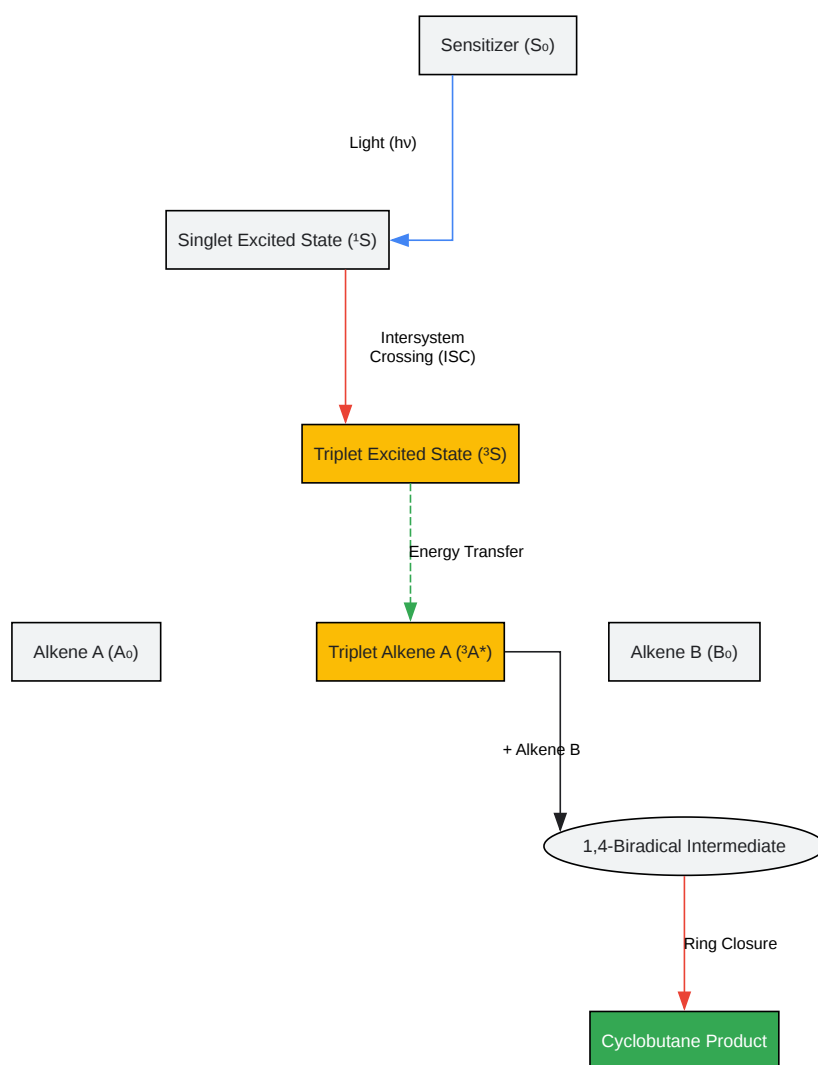 Sensitizer (S₀)
Light (hν)
Singlet Excited State (¹S)
Intersystem
Crossing (ISC)
Triplet Excited State (³S)
Energy Transfer
Alkene A (A₀)
Triplet Alkene A (³A*)
Alkene B (B₀)
+ Alkene B
1,4-Biradical Intermediate
Ring Closure
Cyclobutane Product